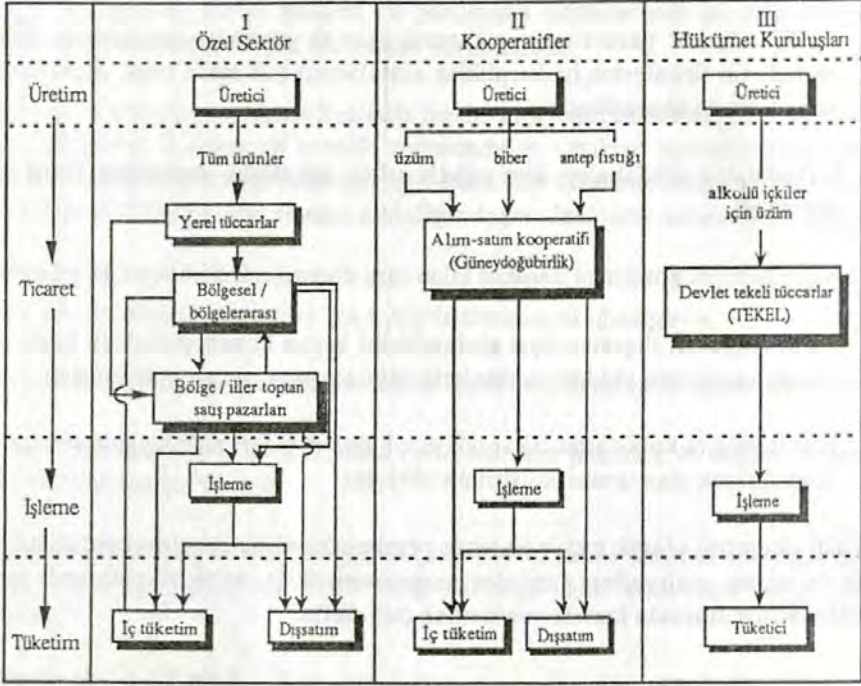 I
Özel Sektör
II
Kooperatifler
III
Hükümet Kuruluşları
Üretim
Üretici
Üretici
Üretici
Tüm ürünler
üzüm
biber
antep fıstığı
alkollü içkiler
için üzüm
Yerel tüccarlar
Alım-satım kooperatifi
(Güneydoğubirlik)
Ticaret
Bölgesel /
bölgelerarası
Devlet tekeli tüccarlar
(TEKEL)
Bölge / iller toptan
satış pazarları
İşleme
İşleme
İşleme
İşleme
Tüketim
İç tüketim
Dışsatım
İç tüketim
Dışsatım
Tüketici